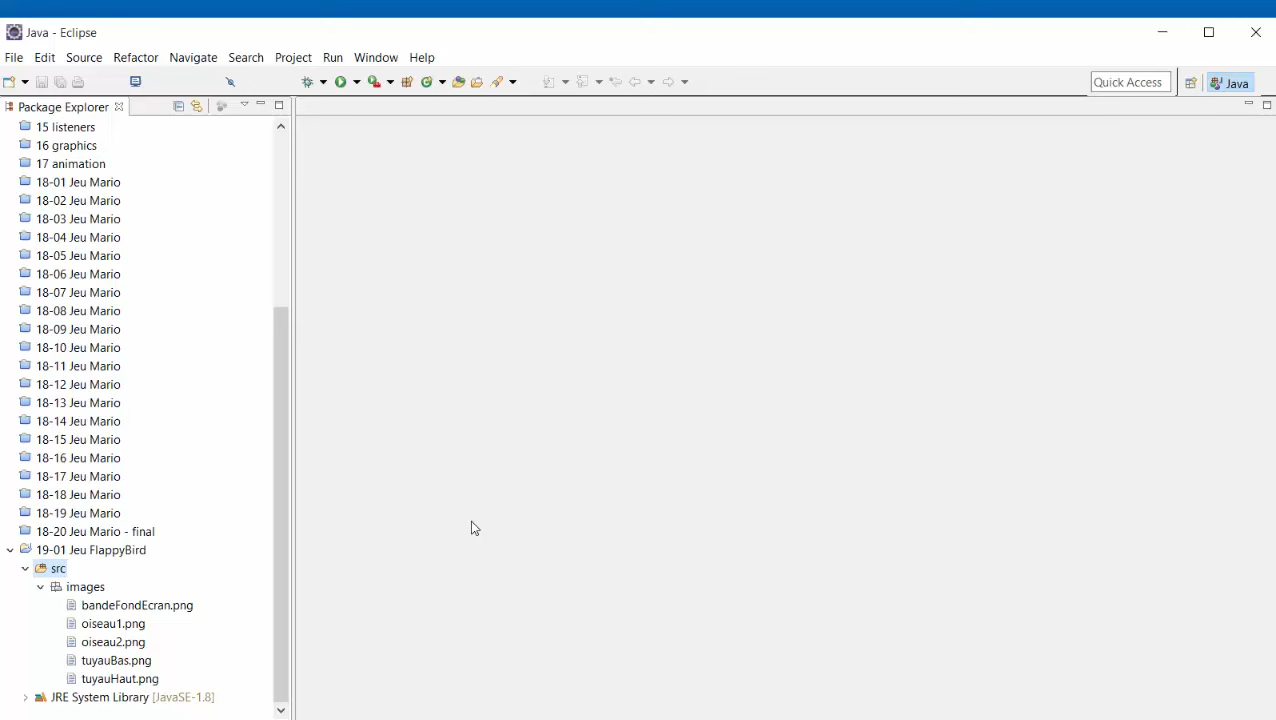 Java - Eclipse
File Edit Source Refactor Navigate Search Project Run Window Help
Quick Access Java
Package Explorer
15 listeners
16 graphics
17 animation
18-01 Jeu Mario
18-02 Jeu Mario
18-03 Jeu Mario
18-04 Jeu Mario
18-05 Jeu Mario
18-06 Jeu Mario
18-07 Jeu Mario
18-08 Jeu Mario
18-09 Jeu Mario
18-10 Jeu Mario
18-11 Jeu Mario
18-12 Jeu Mario
18-13 Jeu Mario
18-14 Jeu Mario
18-15 Jeu Mario
18-16 Jeu Mario
18-17 Jeu Mario
18-18 Jeu Mario
18-19 Jeu Mario
18-20 Jeu Mario - final
19-01 Jeu FlappyBird
src
images
bandeFondEcran.png
oiseau1.png
oiseau2.png
tuyauBas.png
tuyauHaut.png
JRE System Library [JavaSE-1.8]